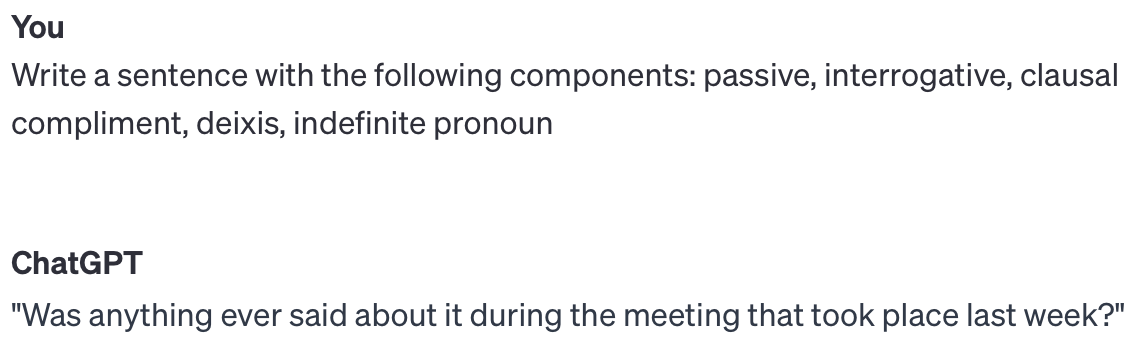 You
Write a sentence with the following components: passive, interrogative, clausal
compliment, deixis, indefinite pronoun
ChatGPT
"Was anything ever said about it during the meeting that took place last week?"